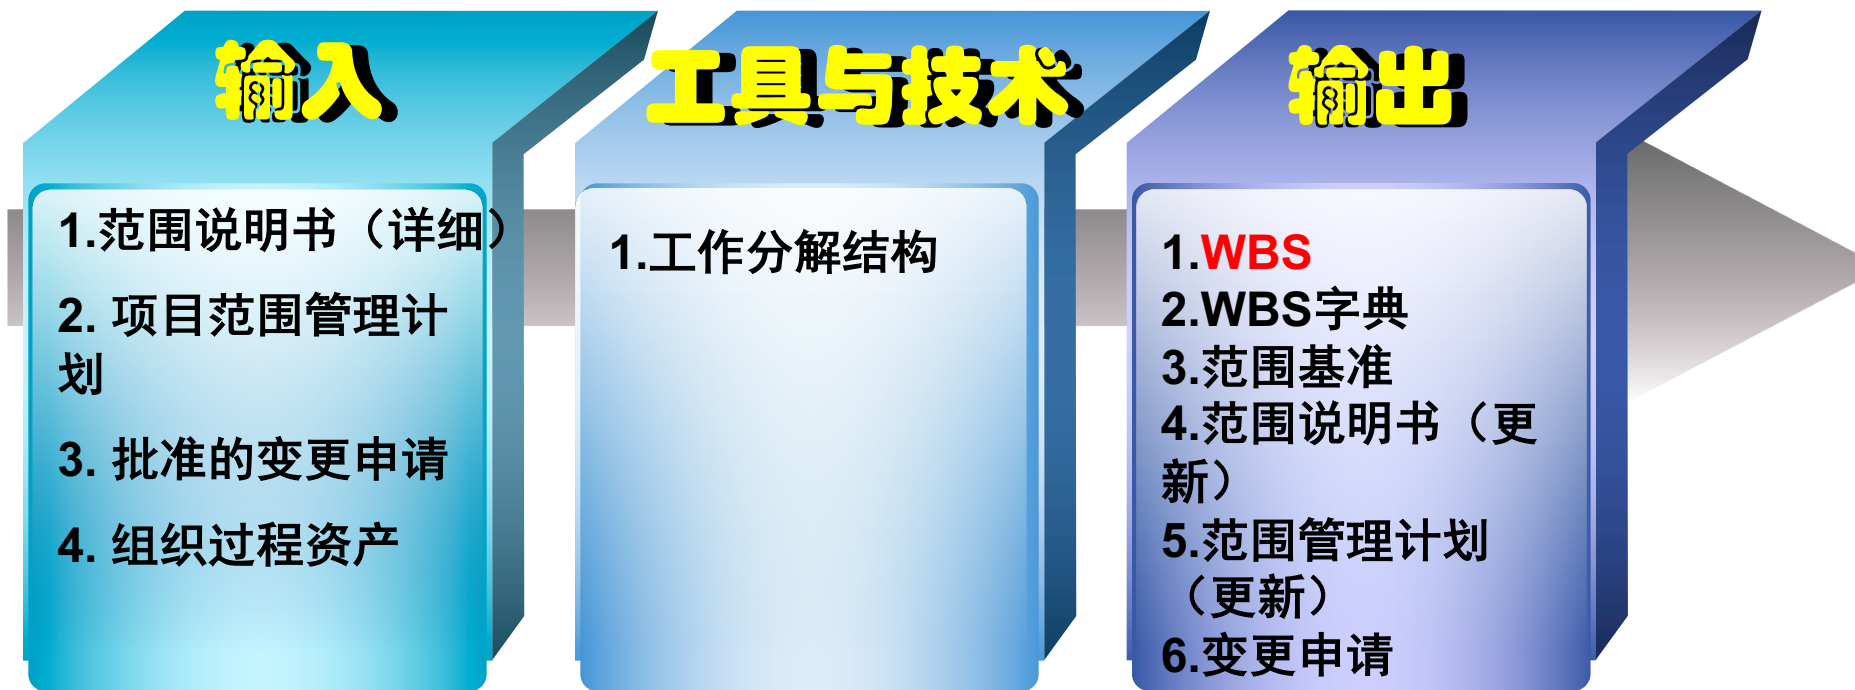 输入
1.范围说明书（详细）
2. 项目范围管理计
划
3. 批准的变更申请
4. 组织过程资产
工具与技术
1.工作分解结构
输出
1.WBS
2.WBS字典
3.范围基准
4.范围说明书（更
新）
5.范围管理计划
（更新）
6.变更申请